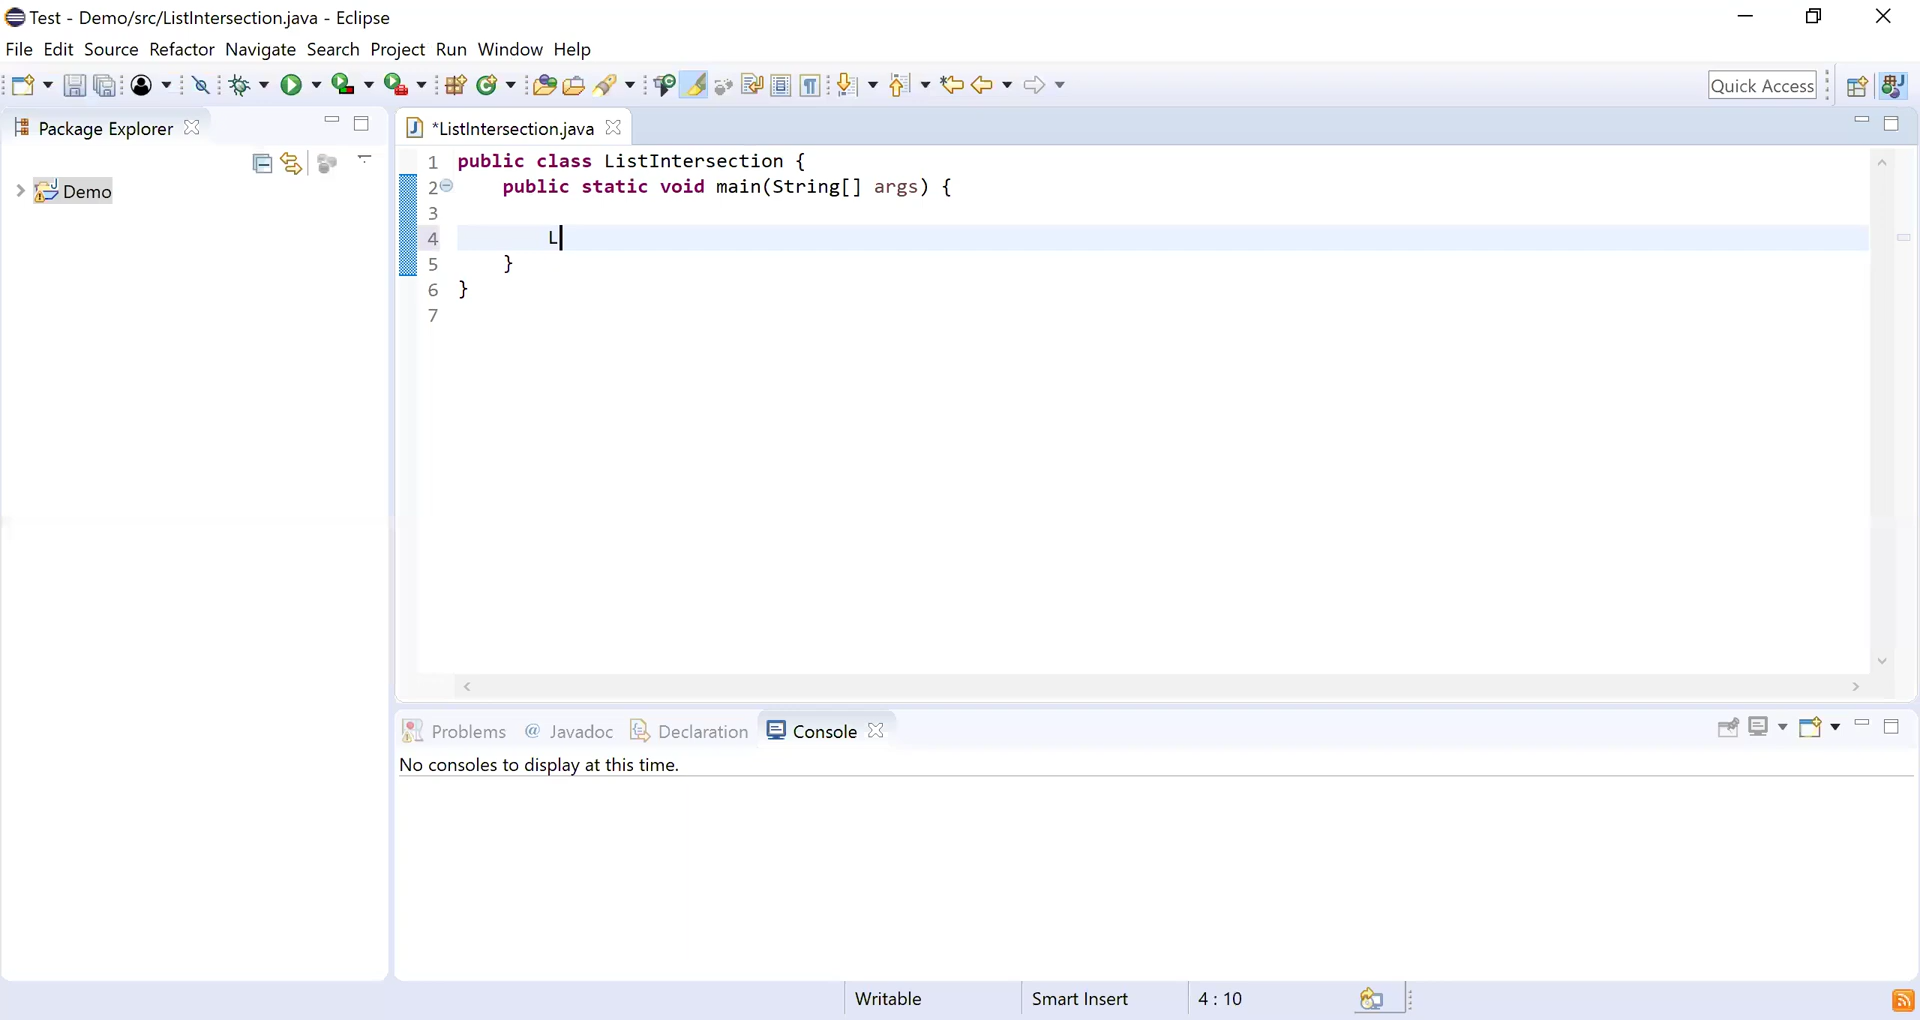 Test - Demo/src/ListIntersection.java - Eclipse
File Edit Source Refactor Navigate Search Project Run Window Help
Quick Access
Package Explorer
*ListIntersection.java
Demo
1 public class ListIntersection {
2 public static void main(String[] args) {
3
4 L
5 }
6 }
7
Problems @ Javadoc Declaration Console
No consoles to display at this time.
Writable Smart Insert 4 : 10